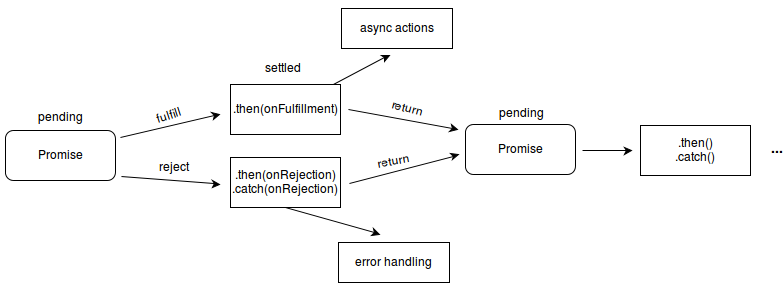 async actions
settled
pending
fulfill
.then(onFulfillment)
return
pending
Promise
reject
.then(onRejection)
.catch(onRejection)
return
Promise
.then()
.catch()
...
error handling